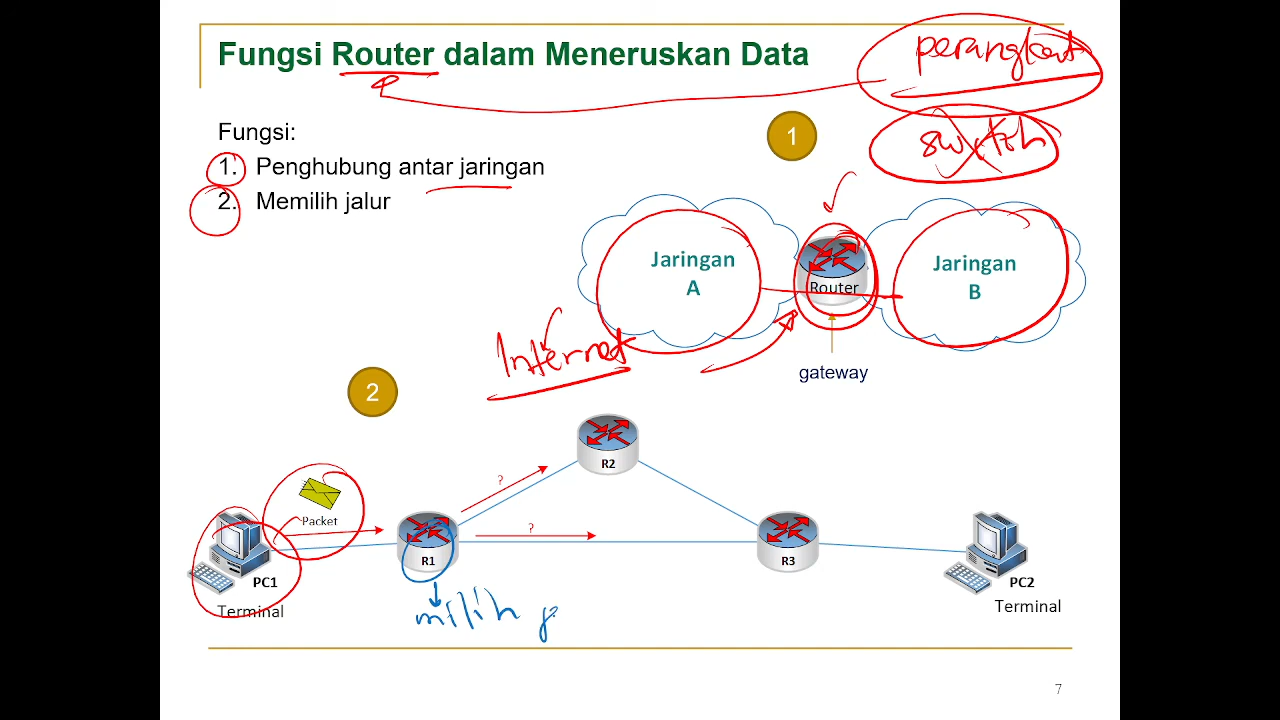 Fungsi Router dalam Meneruskan Data
perangkat
switch
Fungsi:
1. Penghubung antar jaringan
2. Memilih jalur
1
Jaringan
A
Router
Jaringan
B
gateway
Internet
2
R2
?
?
Packet
PC1
Terminal
R1
R3
PC2
Terminal
milih
7